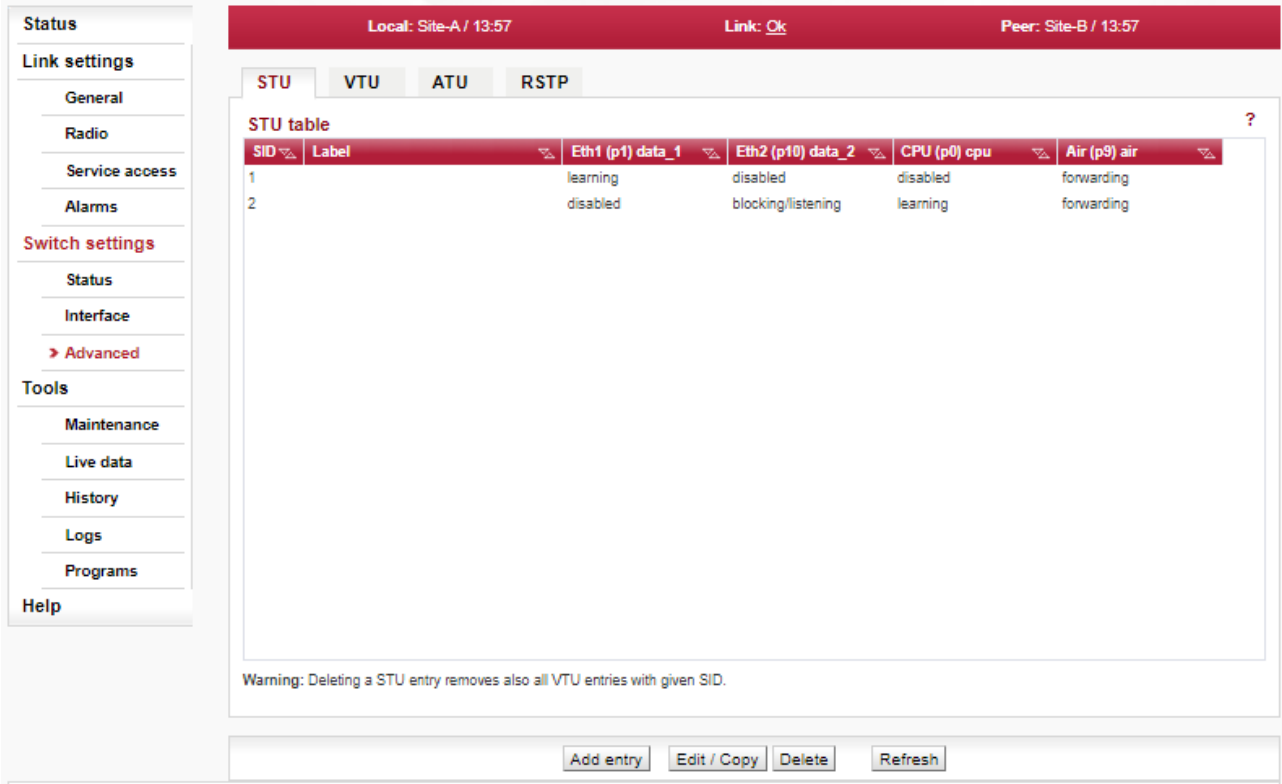 Status
Link settings
General
Radio
Service access
Alarms
Switch settings
Status
Interface
Advanced
Tools
Maintenance
Live data
History
Logs
Programs
Help
Local: Site-A / 13:57 Link: Ok Peer: Site-B / 13:57
STU VTU ATU RSTP
STU table ?
SID Label Eth1 (p1) data_1 Eth2 (p10) data_2 CPU (p0) cpu Air (p9) air
1 learning disabled disabled forwarding
2 disabled blocking/listening learning forwarding
Warning: Deleting a STU entry removes also all VTU entries with given SID.
Add entry Edit / Copy Delete Refresh